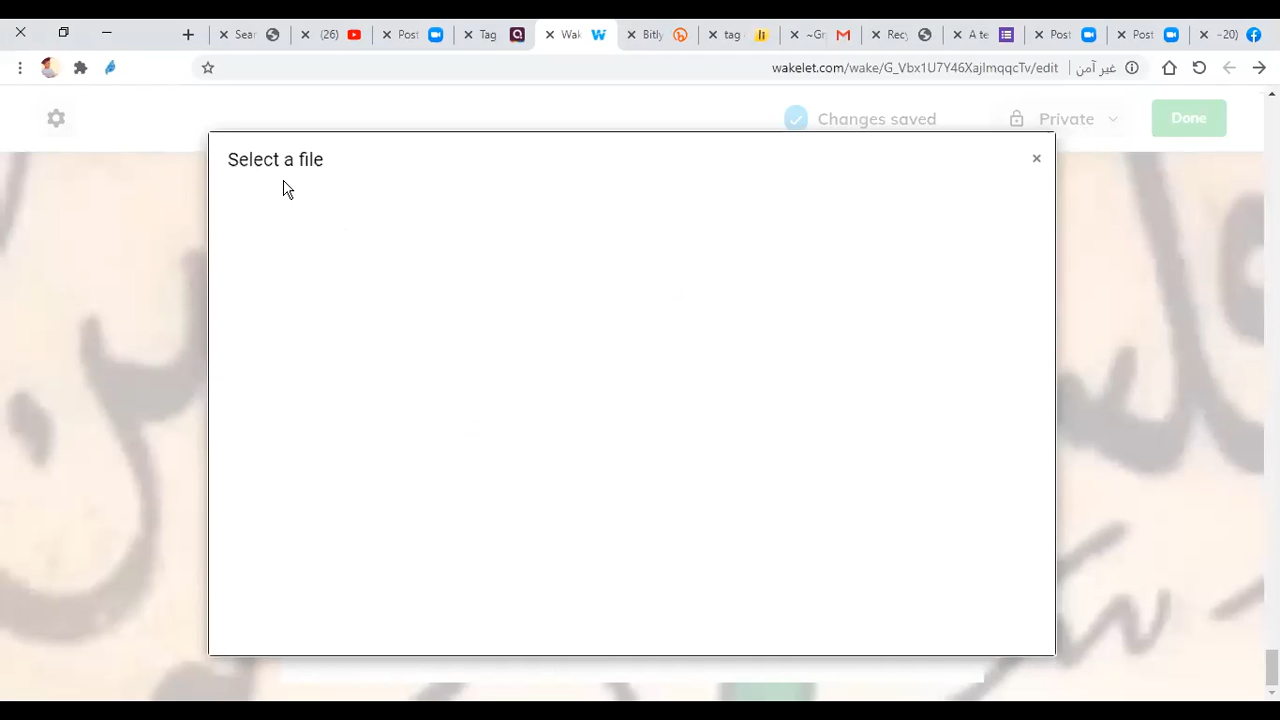 Sear
(26)
Post
Tag
Wak
Bitly
tag
~Gr
Recy
A te
Post
Post
~20)
wakelet.com/wake/G_Vbx1U7Y46XajlmqqcTv/edit
غير آمن
Changes saved
Private
Done
Select a file